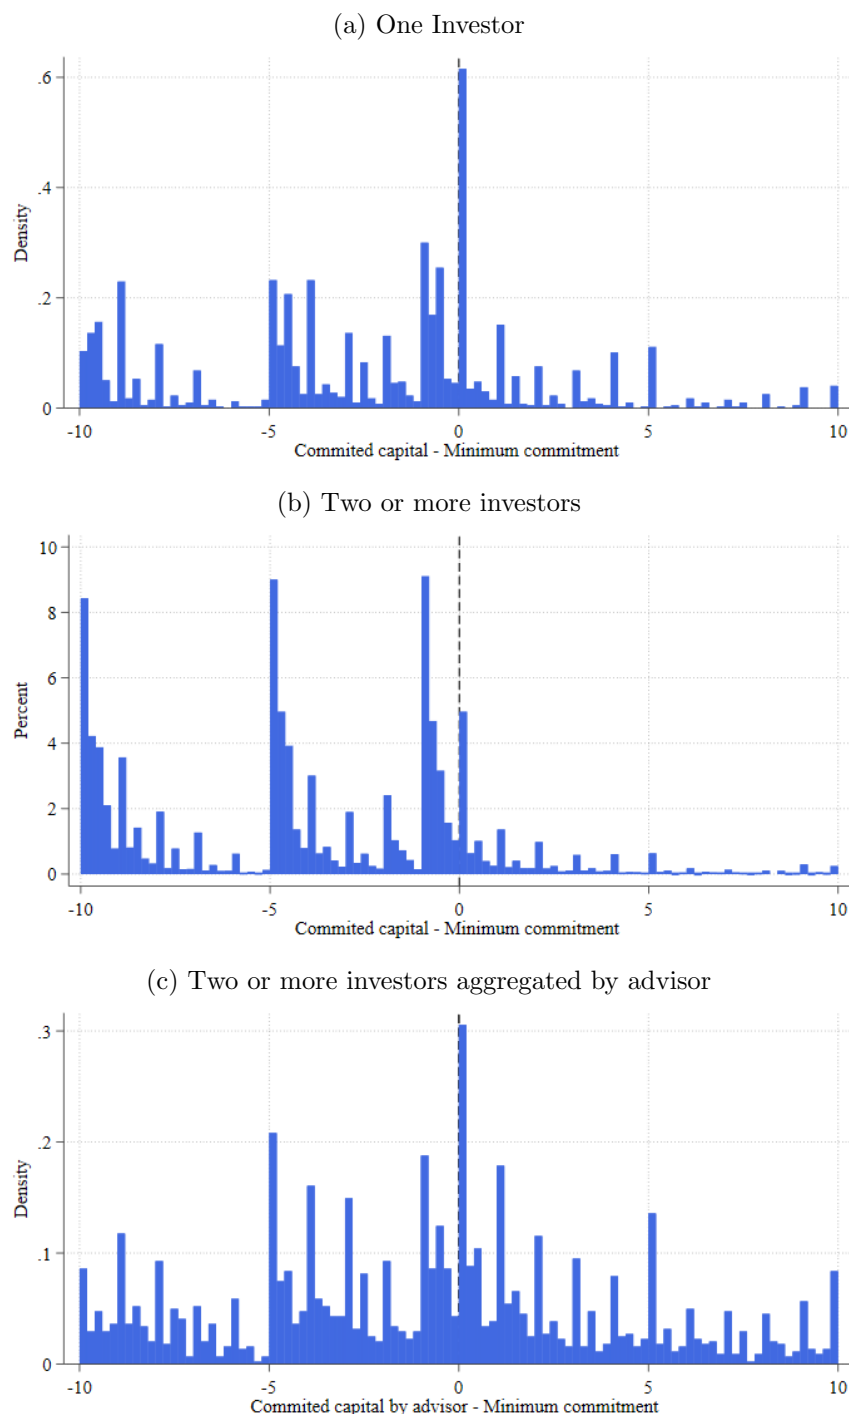 (a) One Investor
.6
.4
.2
0
Density
-10 -5 0 5 10
Commited capital - Minimum commitment
(b) Two or more investors
10
8
6
4
2
0
Percent
-10 -5 0 5 10
Commited capital - Minimum commitment
(c) Two or more investors aggregated by advisor
.3
.2
.1
0
Density
-10 -5 0 5 10
Commited capital by advisor - Minimum commitment